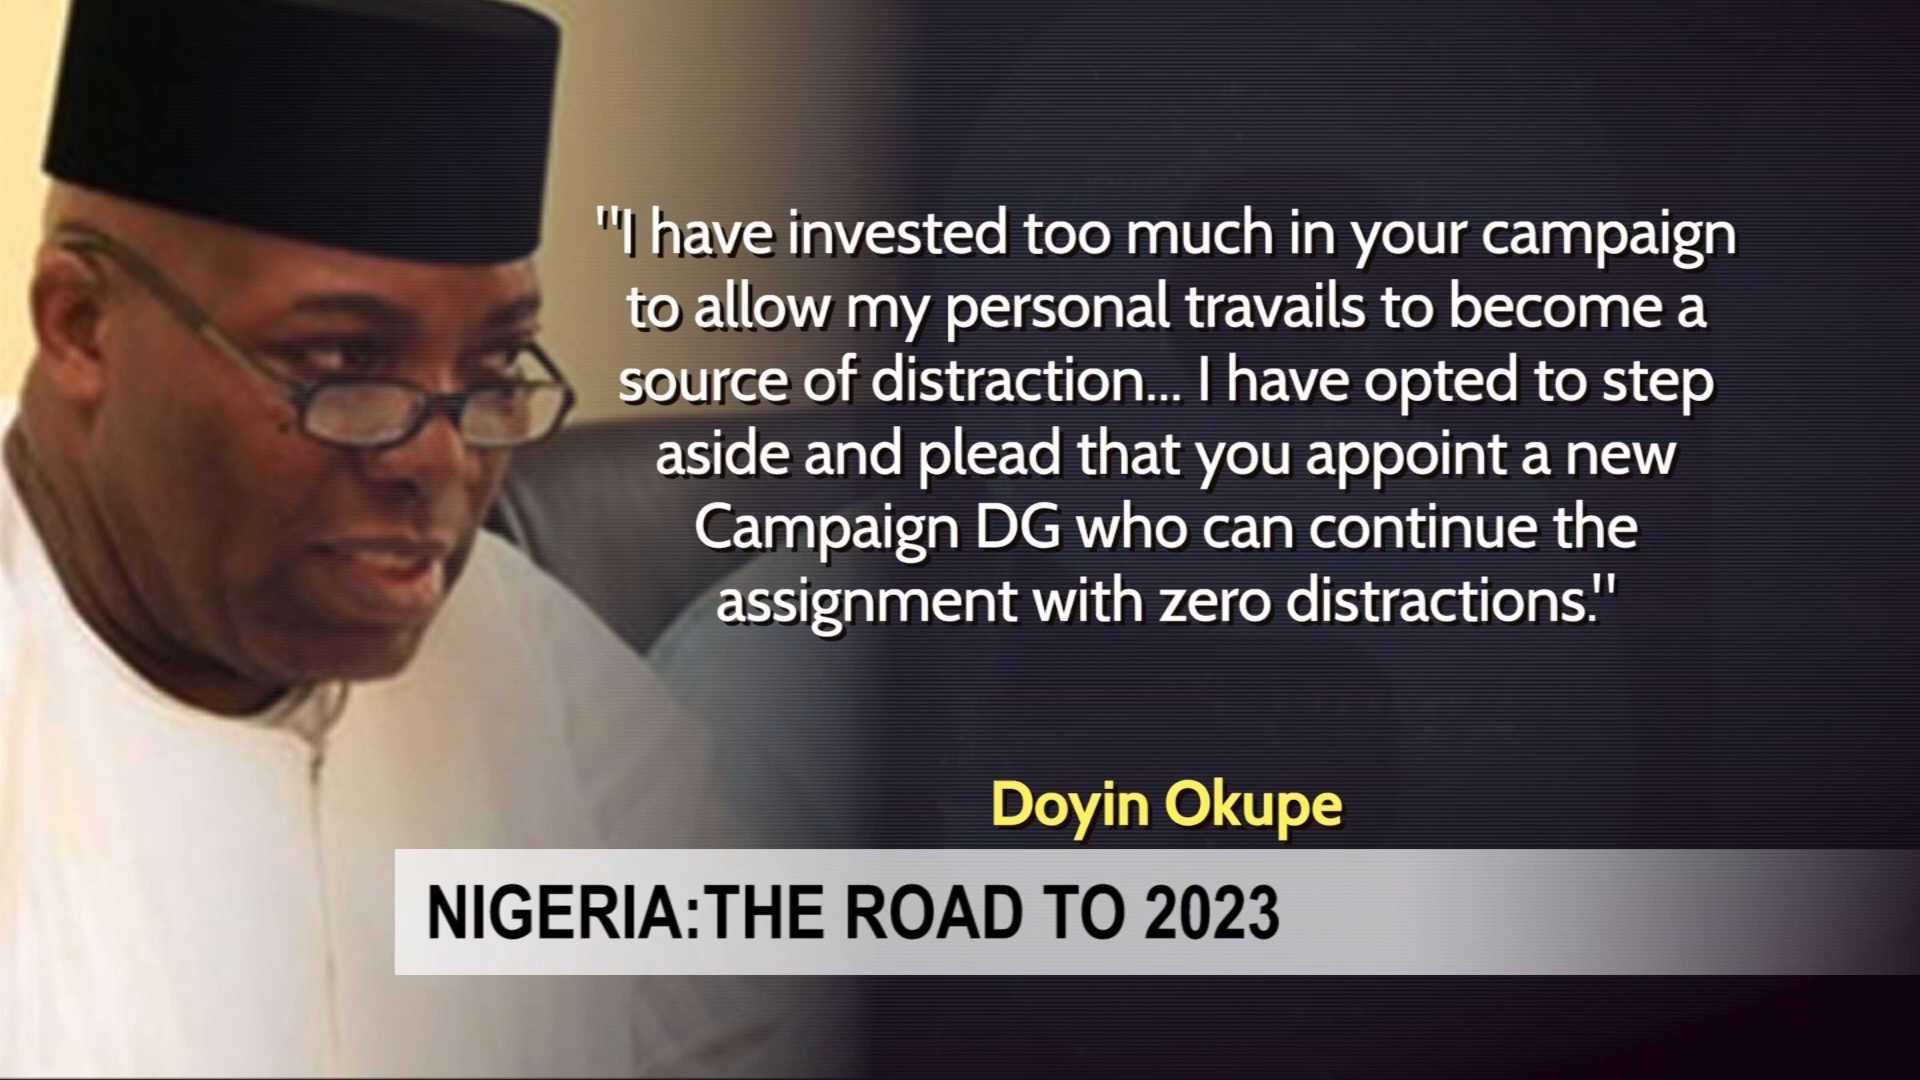 "I have invested too much in your campaign
to allow my personal travails to become a
source of distraction... I have opted to step
aside and plead that you appoint a new
Campaign DG who can continue the
assignment with zero distractions."
Doyin Okupe
NIGERIA:THE ROAD TO 2023